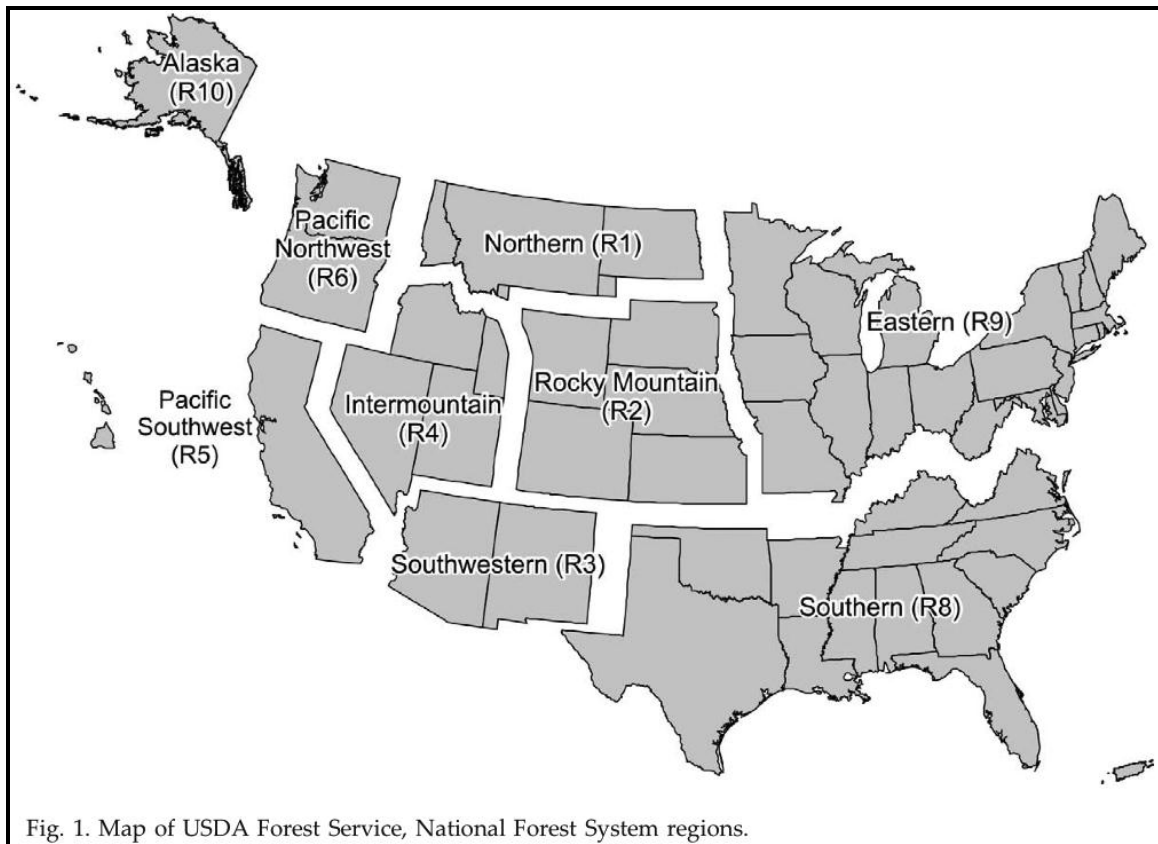 Alaska
(R10)
Pacific
Northwest
(R6)
Northern (R1)
Eastern (R9)
Rocky Mountain
(R2)
Intermountain
(R4)
Pacific
Southwest
(R5)
Southwestern (R3)
Southern (R8)
Fig. 1. Map of USDA Forest Service, National Forest System regions.